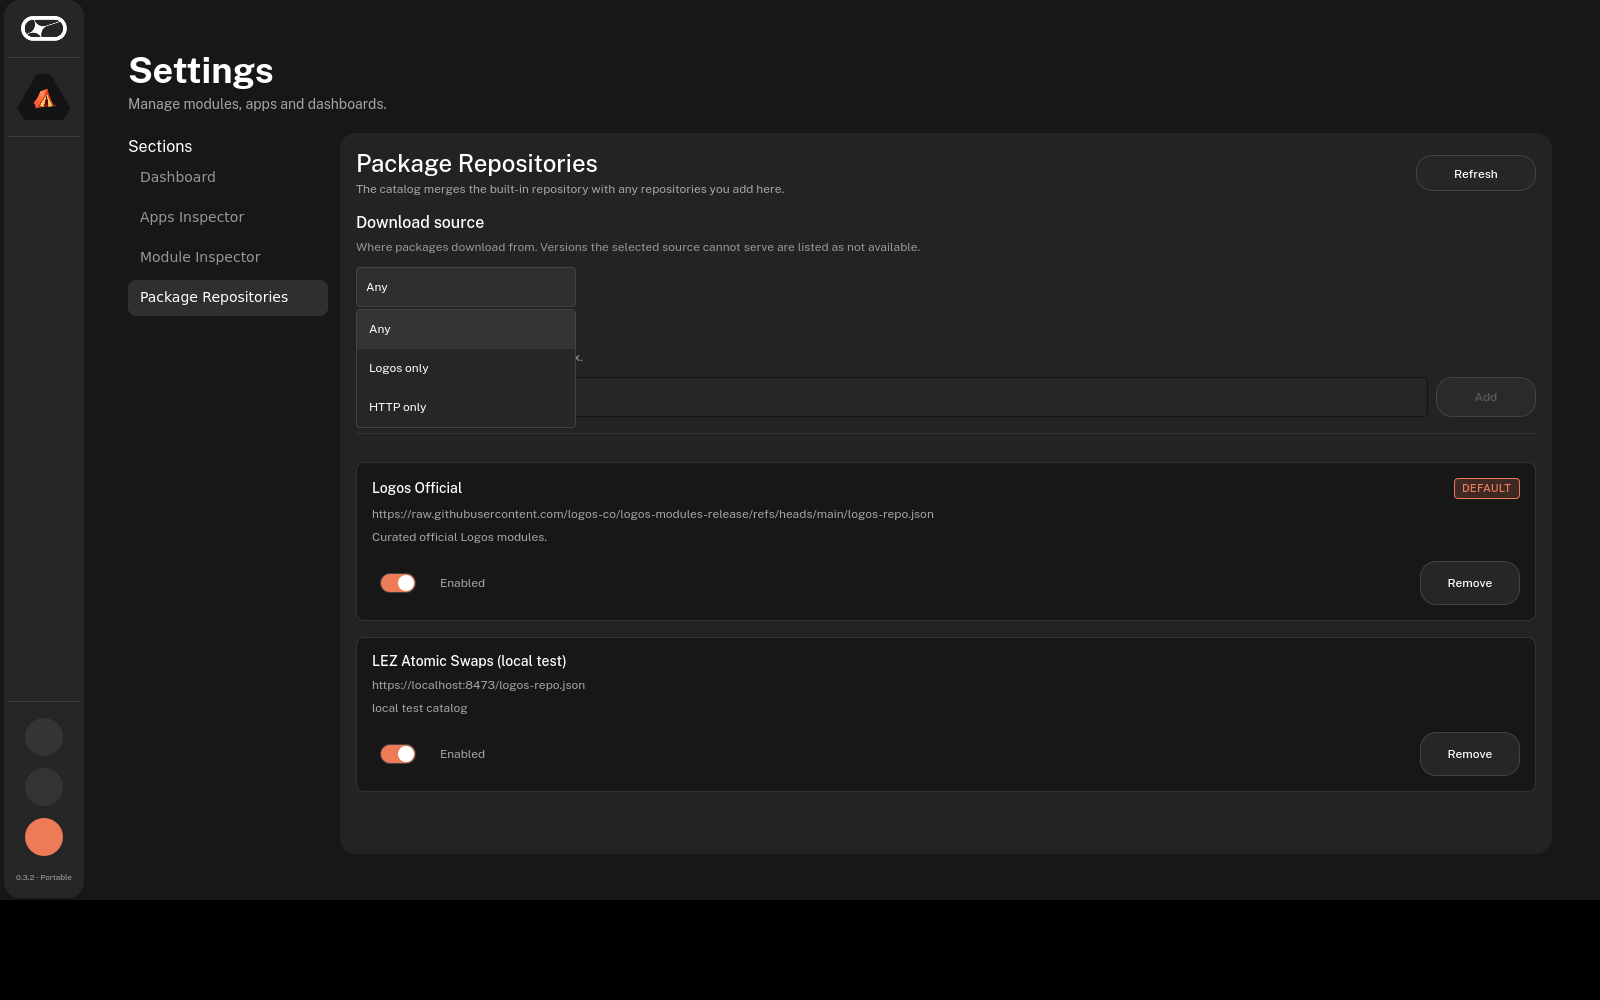 Settings
Manage modules, apps and dashboards.
Sections
Dashboard
Apps Inspector
Module Inspector
Package Repositories
Package Repositories
The catalog merges the built-in repository with any repositories you add here.
Refresh
Download source
Where packages download from. Versions the selected source cannot serve are listed as not available.
Any
Any
Logos only
HTTP only
x.
Add
Logos Official
DEFAULT
https://raw.githubusercontent.com/logos-co/logos-modules-release/refs/heads/main/logos-repo.json
Curated official Logos modules.
Enabled
Remove
LEZ Atomic Swaps (local test)
https://localhost:8473/logos-repo.json
local test catalog
Enabled
Remove
0.3.2 · Portable